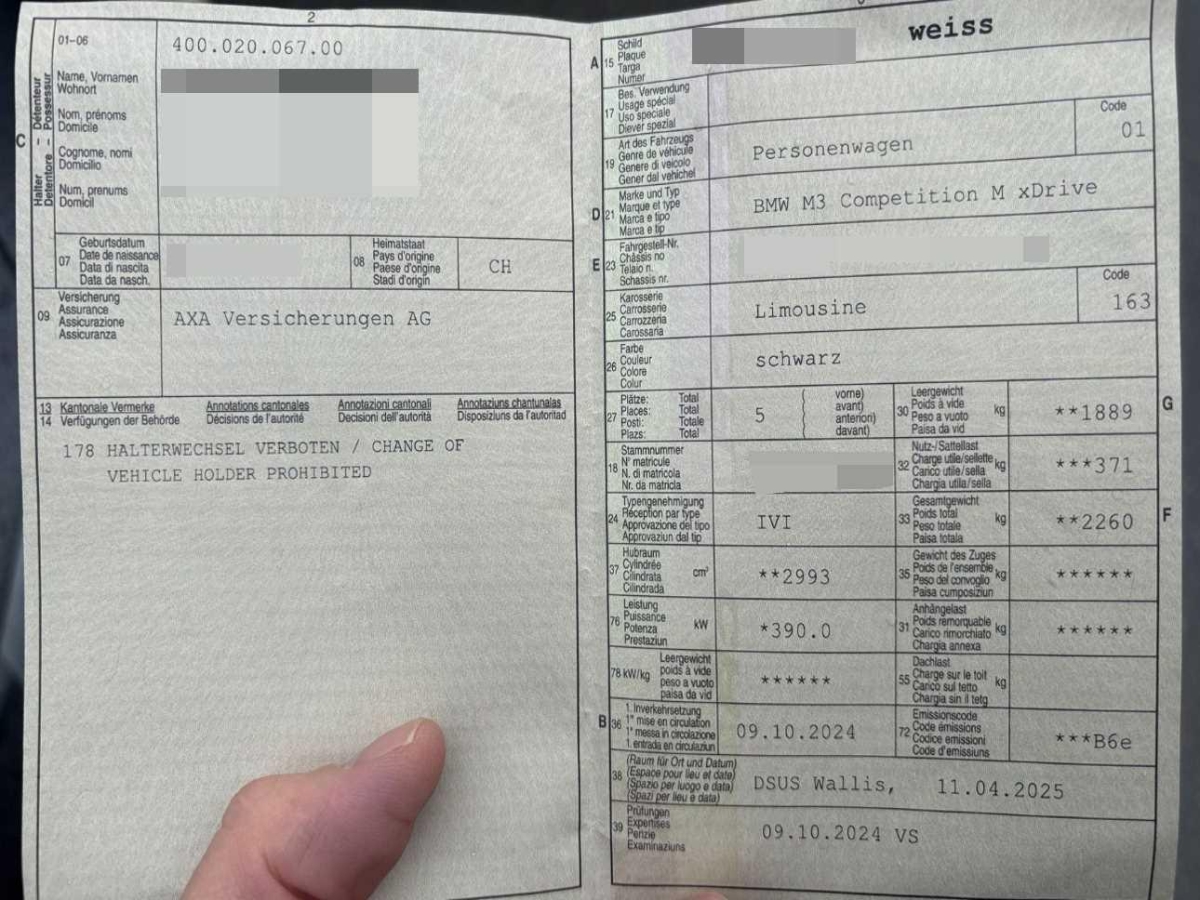 2
01-06
400.020.067.00
C
Halter – Détenteur
Detentore – Possessur
Name, Vornamen
Wohnort
Nom, prénoms
Domicile
Cognome, nomi
Domicilio
Num, prenums
Domicil
07
Geburtsdatum
Date de naissance
Data di nascita
Data da nasch.
08
Heimatstaat
Pays d'origine
Paese d'origine
Stadi d'origin
CH
09
Versicherung
Assurance
Assicurazione
Assicuranza
AXA Versicherungen AG
13 Kantonale Vermerke Annotations cantonales Annotazioni cantonali Annotaziuns chantunalas
14 Verfügungen der Behörde Décisions de l'autorité Decisioni dell'autorità Disposiziuns da l'autoritad
178 HALTERWECHSEL VERBOTEN / CHANGE OF
VEHICLE HOLDER PROHIBITED
A 15
Schild
Plaque
Targa
Numer
weiss
17
Bes. Verwendung
Usage spécial
Uso speciale
Diever spezial
19
Art des Fahrzeugs
Genre de véhicule
Genere di veicolo
Gener dal vehichel
Personenwagen
Code
01
D 21
Marke und Typ
Marque et type
Marca e tipo
Marca e tip
BMW M3 Competition M xDrive
E 23
Fahrgestell-Nr.
Châssis no
Telaio n.
Schassis nr.
25
Karosserie
Carrosserie
Carrozzeria
Carossaria
Limousine
Code
163
26
Farbe
Couleur
Colore
Colur
schwarz
27
Plätze: Total
Places: Total
Posti: Totale
Plazs: Total
5
vorne)
avant)
anterion)
davant)
30
Leergewicht
Poids à vide
Peso a vuoto
Paisa da vid
kg
**1889
G
18
Stammnummer
N° matricule
N. di matricola
Nr. da matricla
32
Nutz-/Sattellast
Charge utile/sellette
Carico utile/sella
Chargia utila/sella
kg
***371
24
Typengenehmigung
Réception par type
Approvazione del tipo
Approvaziun dal tip
IVI
33
Gesamtgewicht
Poids total
Peso totale
Paisa totala
kg
**2260
F
37
Hubraum
Cylindrée
Cilindrata
Cilindrada
cm³
**2993
35
Gewicht des Zuges
Poids de l'ensemble
Peso del convoglio
Paisa cumposiziun
kg
******
76
Leistung
Puissance
Potenza
Prestaziun
kW
*390.0
31
Anhängelast
Poids remorquable
Carico rimorchiato
Chargia annexa
kg
******
78 kW/kg
Leergewicht
poids à vide
peso a vuoto
paisa da vid
******
55
Dachlast
Charge sur le toit
Carico sul tetto
Chargia sin il tetg
kg
B 36
1. Inverkehrsetzung
1re mise en circulation
1a messa in circolazione
1. entrada en circulaziun
09.10.2024
72
Emissionscode
Code émissions
Codice emissioni
Code d'emissiuns
***B6e
38
(Raum für Ort und Datum)
(Espace pour lieu et date)
(Spazio per luogo e data)
(Spazi per lieu e data)
DSUS Wallis, 11.04.2025
39
Prüfungen
Expertises
Perizie
Examinaziuns
09.10.2024 VS